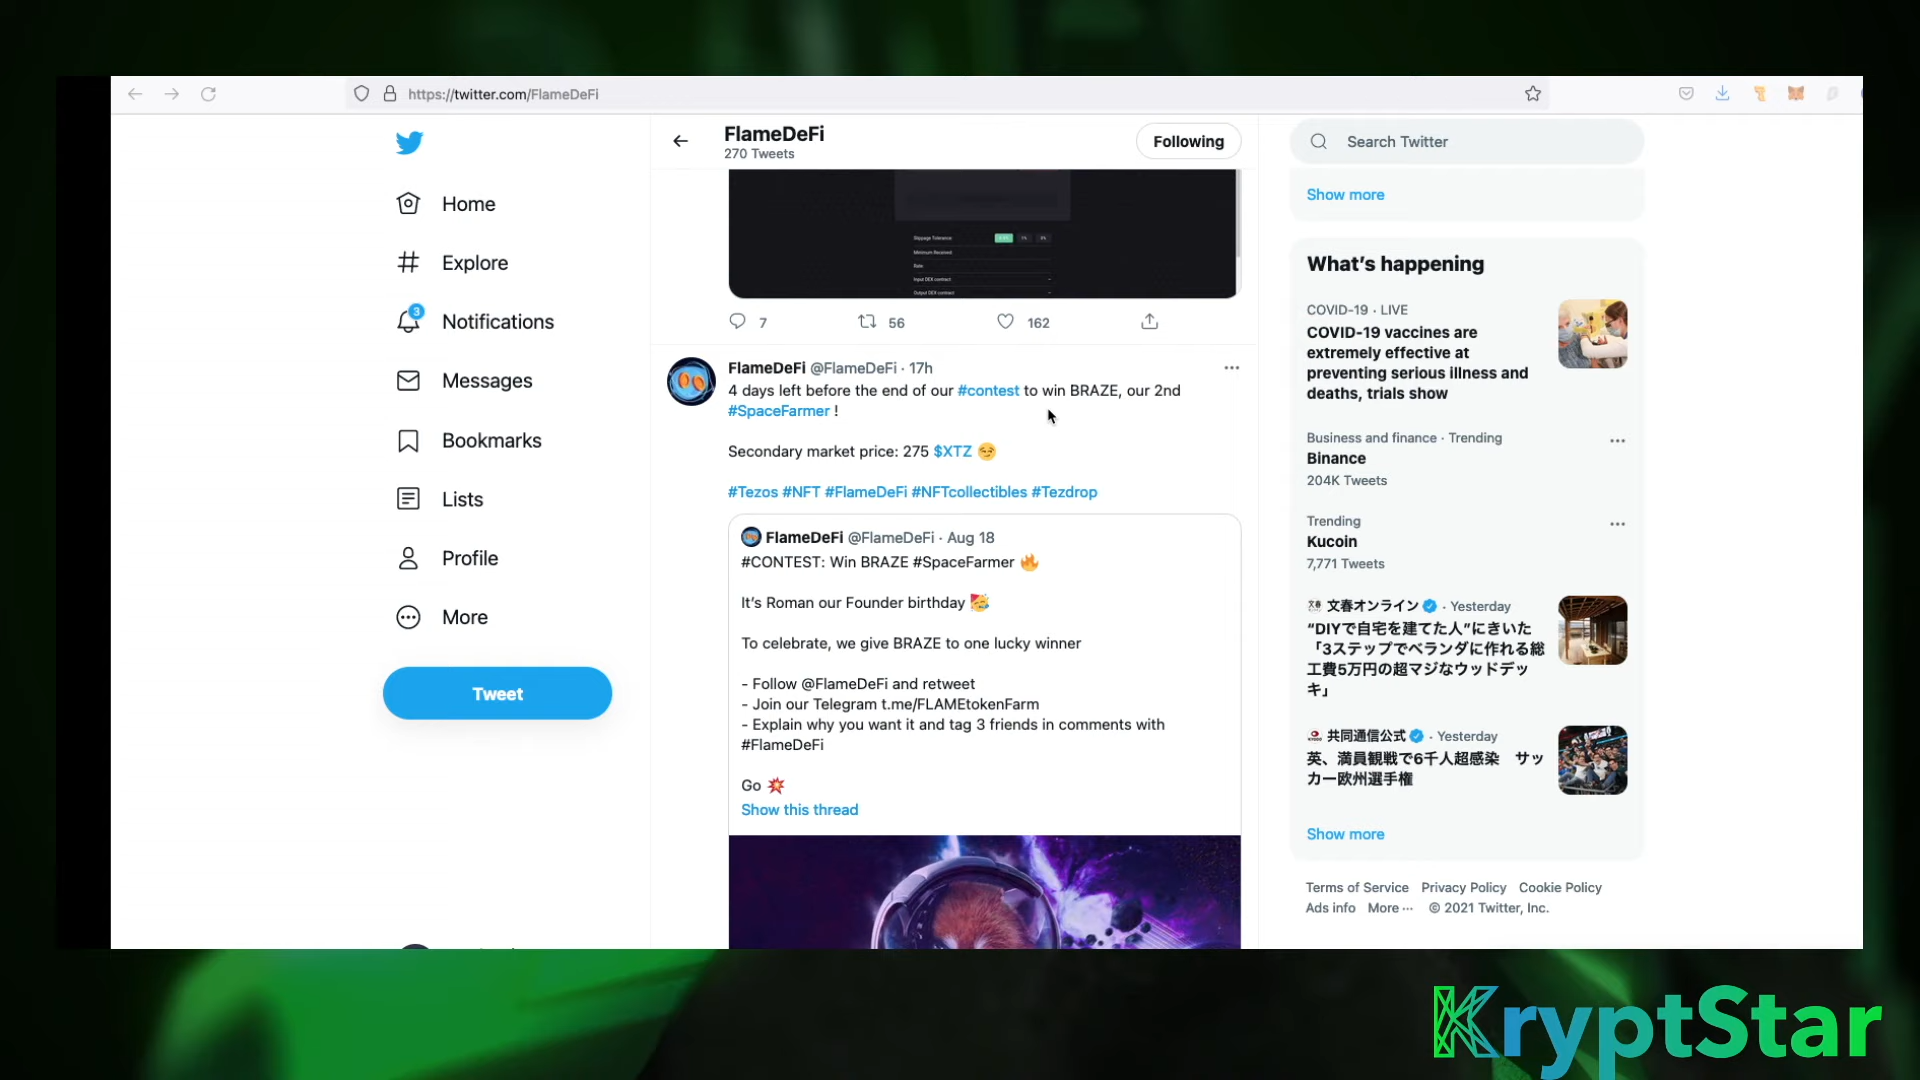 https://twitter.com/FlameDeFi
Home
Explore
3
Notifications
Messages
Bookmarks
Lists
Profile
More
Tweet
FlameDeFi
270 Tweets
Following
Slippage Tolerance
Minimum Received
Rate
Input DEX contract
Output DEX contract
7
56
162
FlameDeFi @FlameDeFi · 17h
4 days left before the end of our #contest to win BRAZE, our 2nd
#SpaceFarmer !
Secondary market price: 275 $XTZ 😏
#Tezos #NFT #FlameDeFi #NFTcollectibles #Tezdrop
FlameDeFi @FlameDeFi · Aug 18
#CONTEST: Win BRAZE #SpaceFarmer 🔥
It’s Roman our Founder birthday 🥳
To celebrate, we give BRAZE to one lucky winner
- Follow @FlameDeFi and retweet
- Join our Telegram t.me/FLAMEtokenFarm
- Explain why you want it and tag 3 friends in comments with
#FlameDeFi
Go 💥
Show this thread
Search Twitter
Show more
What’s happening
COVID-19 · LIVE
COVID-19 vaccines are
extremely effective at
preventing serious illness and
deaths, trials show
Business and finance · Trending
Binance
204K Tweets
Trending
Kucoin
7,771 Tweets
文春オンライン · Yesterday
“DIYで自宅を建てた人”にきいた
「3ステップでベランダに作れる総
工費5万円の超マジなウッドデッ
キ」
共同通信公式 · Yesterday
英、満員観戦で6千人超感染　サッ
カー欧州選手権
Show more
Terms of Service Privacy Policy Cookie Policy
Ads info More ··· © 2021 Twitter, Inc.
KryptStar